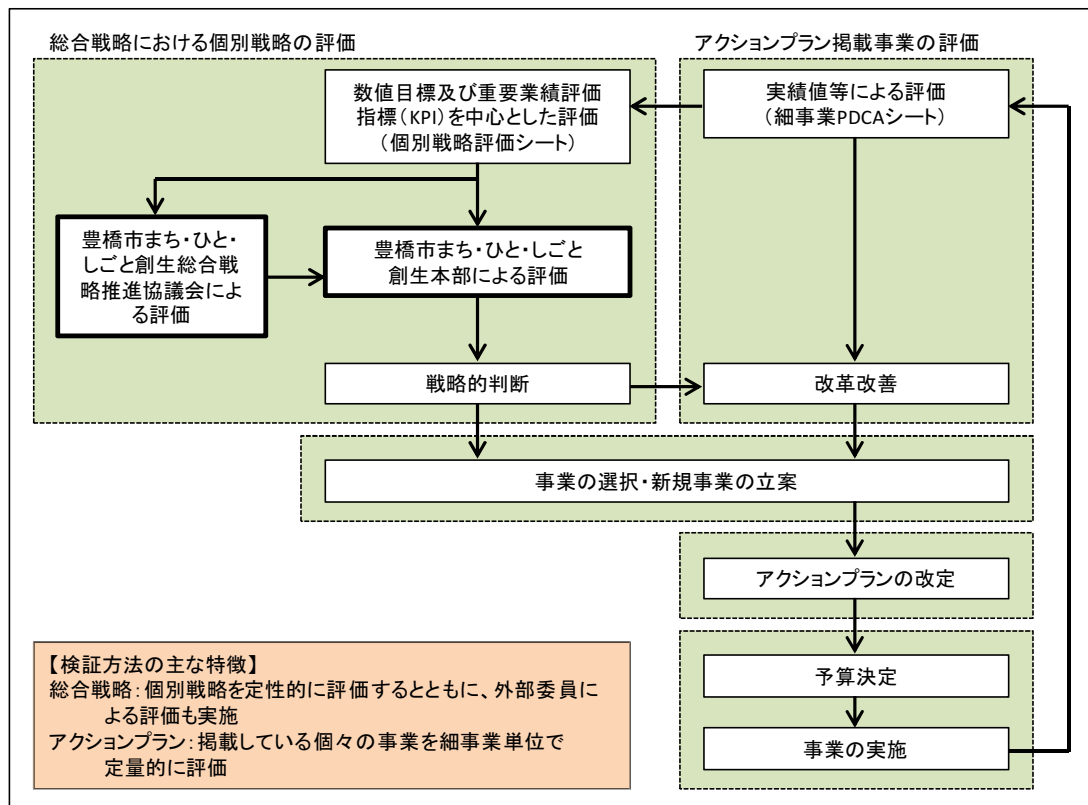 総合戦略における個別戦略の評価
数値目標及び重要業績評価
指標（KPI）を中心とした評価
（個別戦略評価シート）
豊橋市まち・ひと・
しごと創生総合戦
略推進協議会によ
る評価
豊橋市まち・ひと・しごと
創生本部による評価
戦略的判断
アクションプラン掲載事業の評価
実績値等による評価
（細事業PDCAシート）
改革改善
事業の選択・新規事業の立案
アクションプランの改定
予算決定
事業の実施
【検証方法の主な特徴】
総合戦略：個別戦略を定性的に評価するとともに、外部委員に
よる評価も実施
アクションプラン：掲載している個々の事業を細事業単位で
定量的に評価